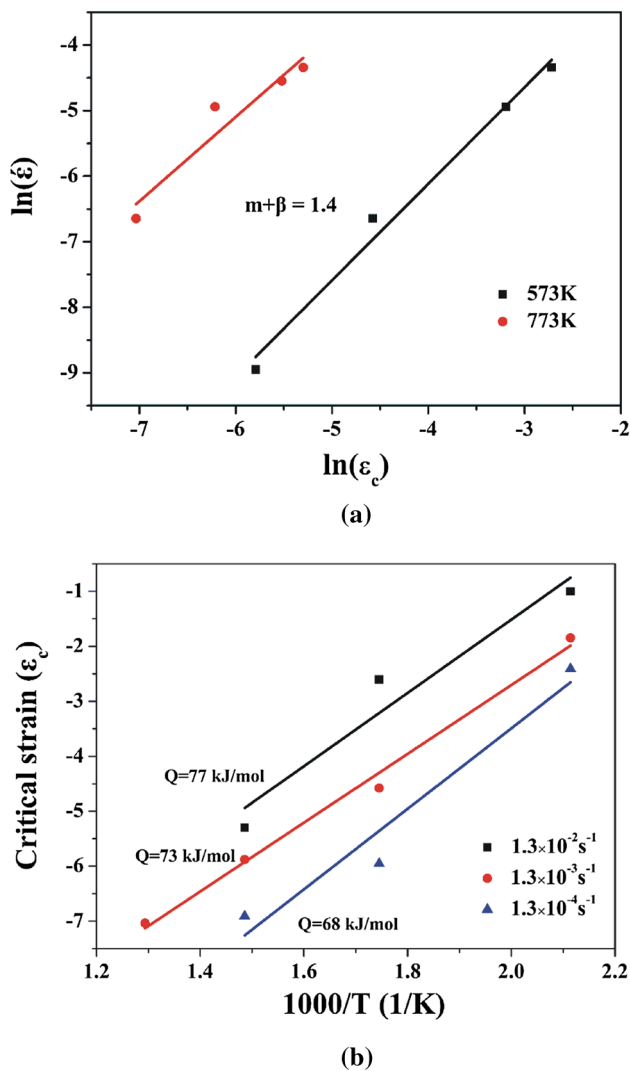 -4
-5
-6
-7
-8
-9
ln(έ)
m+β = 1.4
573K
773K
-7 -6 -5 -4 -3 -2
ln(ε_c)
(a)
1.2 1.4 1.6 1.8 2.0 2.2
-1
-2
-3
-4
-5
-6
-7
Critical strain (ε_c)
Q=77 kJ/mol
Q=73 kJ/mol
Q=68 kJ/mol
1.3×10⁻²s⁻¹
1.3×10⁻³s⁻¹
1.3×10⁻⁴s⁻¹
1000/T (1/K)
(b)